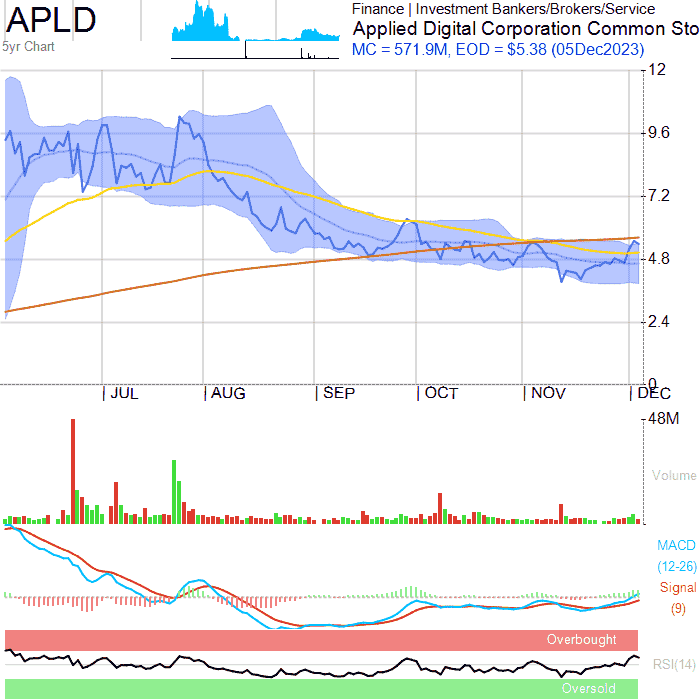 APLD
5yr Chart
Finance | Investment Bankers/Brokers/Service
Applied Digital Corporation Common Sto
MC = 571.9M, EOD = $5.38 (05Dec2023)
12
9.6
7.2
4.8
2.4
0
JUL AUG SEP OCT NOV DEC
48M
Volume
MACD
(12-26)
Signal
(9)
Overbought
RSI(14)
Oversold